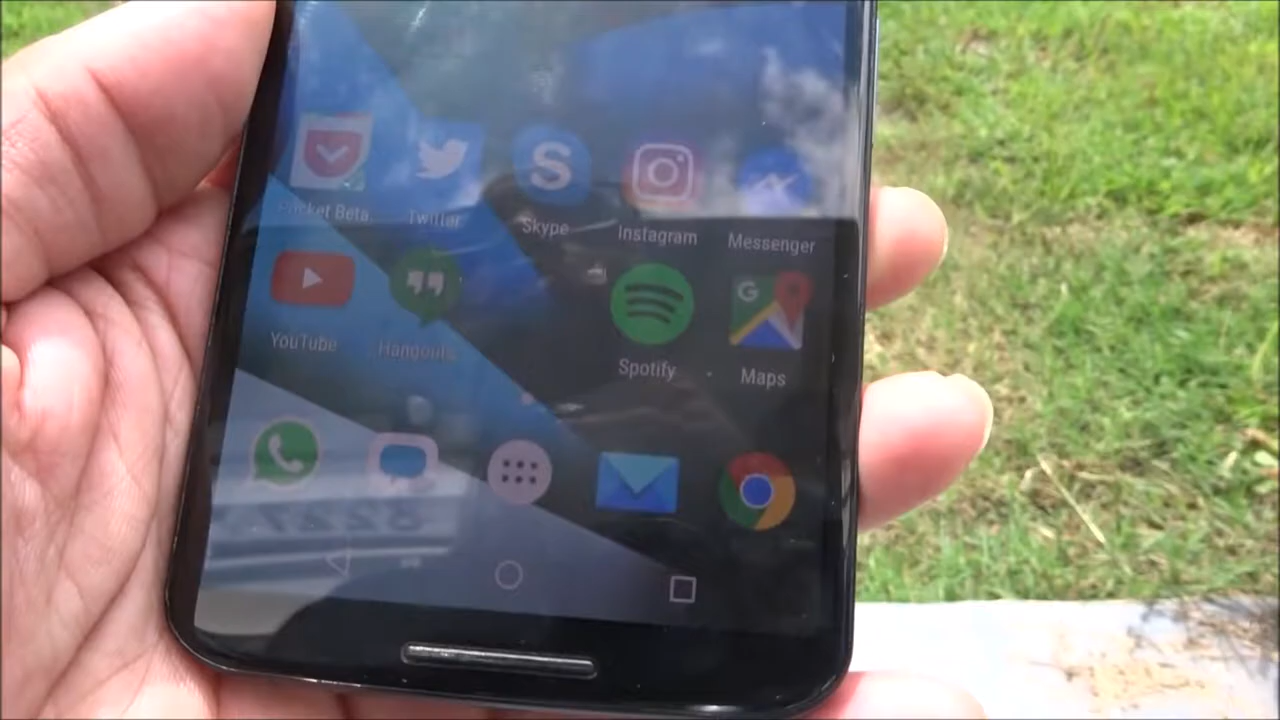 Pocket Beta
Twitter
Skype
Instagram
Messenger
YouTube
Hangouts
Spotify
Maps